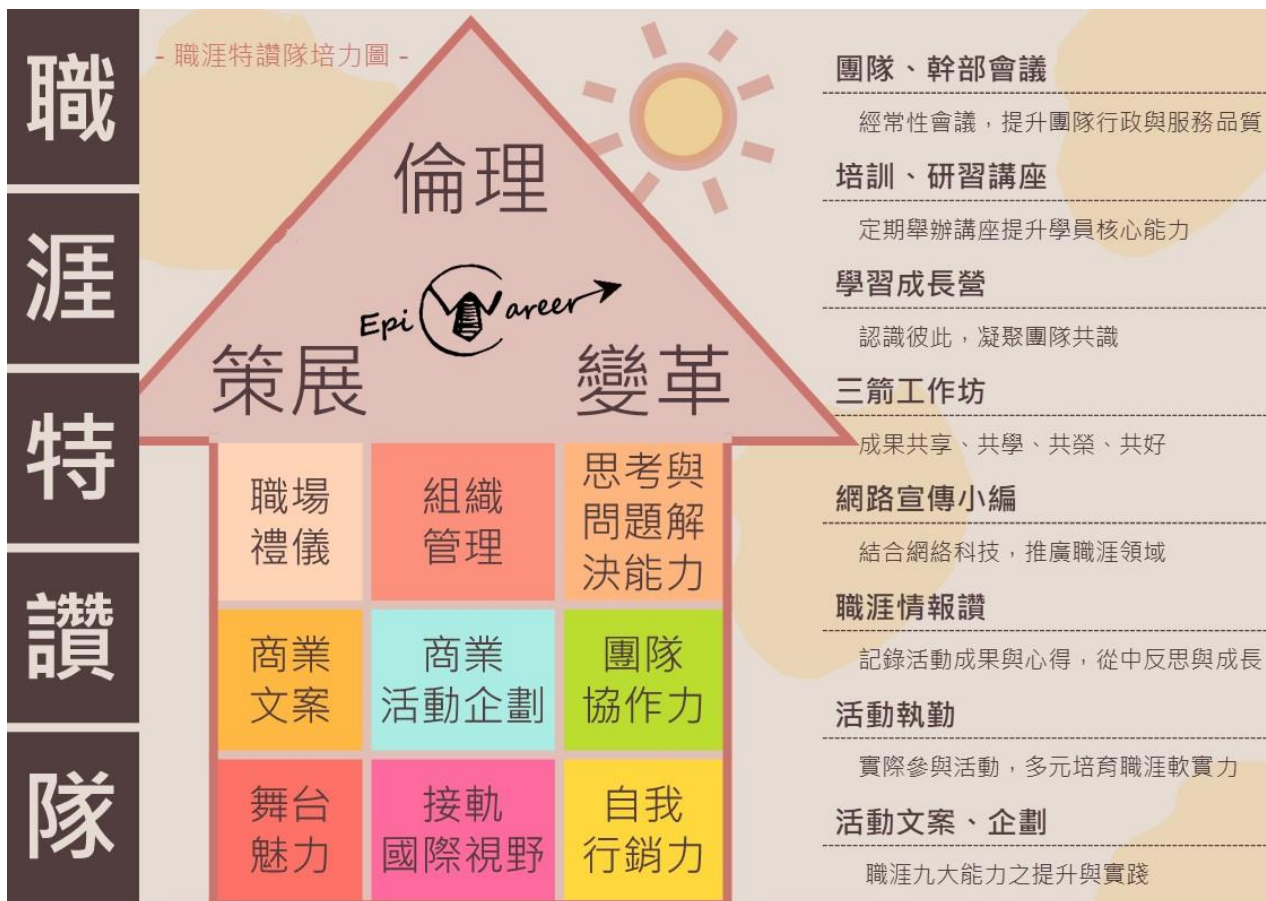 職
涯
特
讚
隊
- 職涯特讚隊培力圖 -
倫理
Epi Career
策展
變革
職場
禮儀
組織
管理
思考與
問題解
決能力
商業
文案
商業
活動企劃
團隊
協作力
舞台
魅力
接軌
國際視野
自我
行銷力
團隊、幹部會議
經常性會議，提升團隊行政與服務品質
培訓、研習講座
定期舉辦講座提升學員核心能力
學習成長營
認識彼此，凝聚團隊共識
三箭工作坊
成果共享、共學、共榮、共好
網路宣傳小編
結合網絡科技，推廣職涯領域
職涯情報讚
記錄活動成果與心得，從中反思與成長
活動執勤
實際參與活動，多元培育職涯軟實力
活動文案、企劃
職涯九大能力之提升與實踐